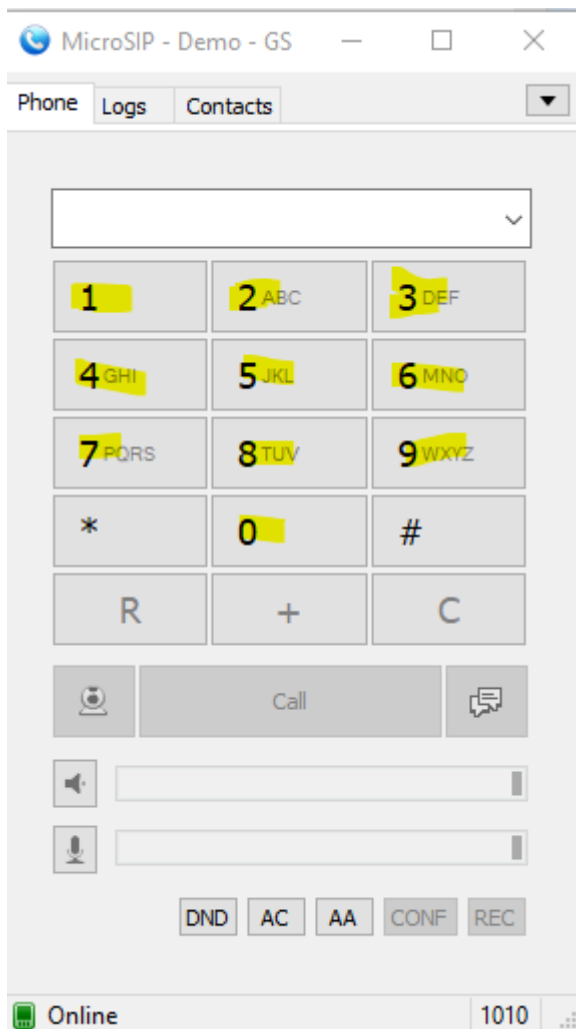 MicroSIP - Demo - GS
Phone Logs Contacts
1 2 ABC 3 DEF
4 GHI 5 JKL 6 MNO
7 PQRS 8 TUV 9 WXYZ
* 0 #
R + C
Call
DND AC AA CONF REC
Online 1010